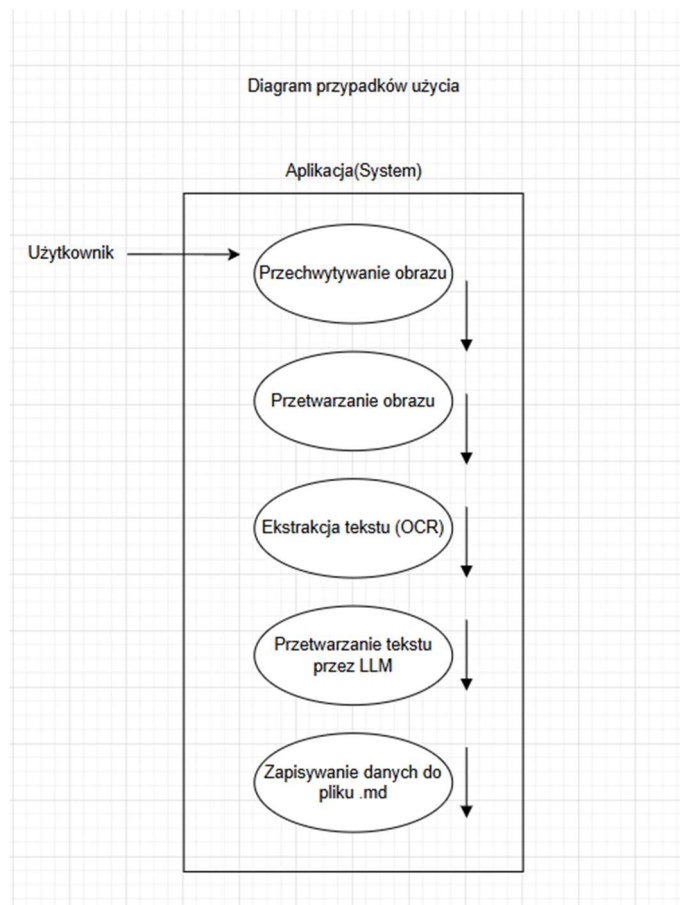 Diagram przypadków użycia
Aplikacja(System)
Użytkownik
Przechwytywanie obrazu
Przetwarzanie obrazu
Ekstrakcja tekstu (OCR)
Przetwarzanie tekstu
przez LLM
Zapisywanie danych do
pliku .md